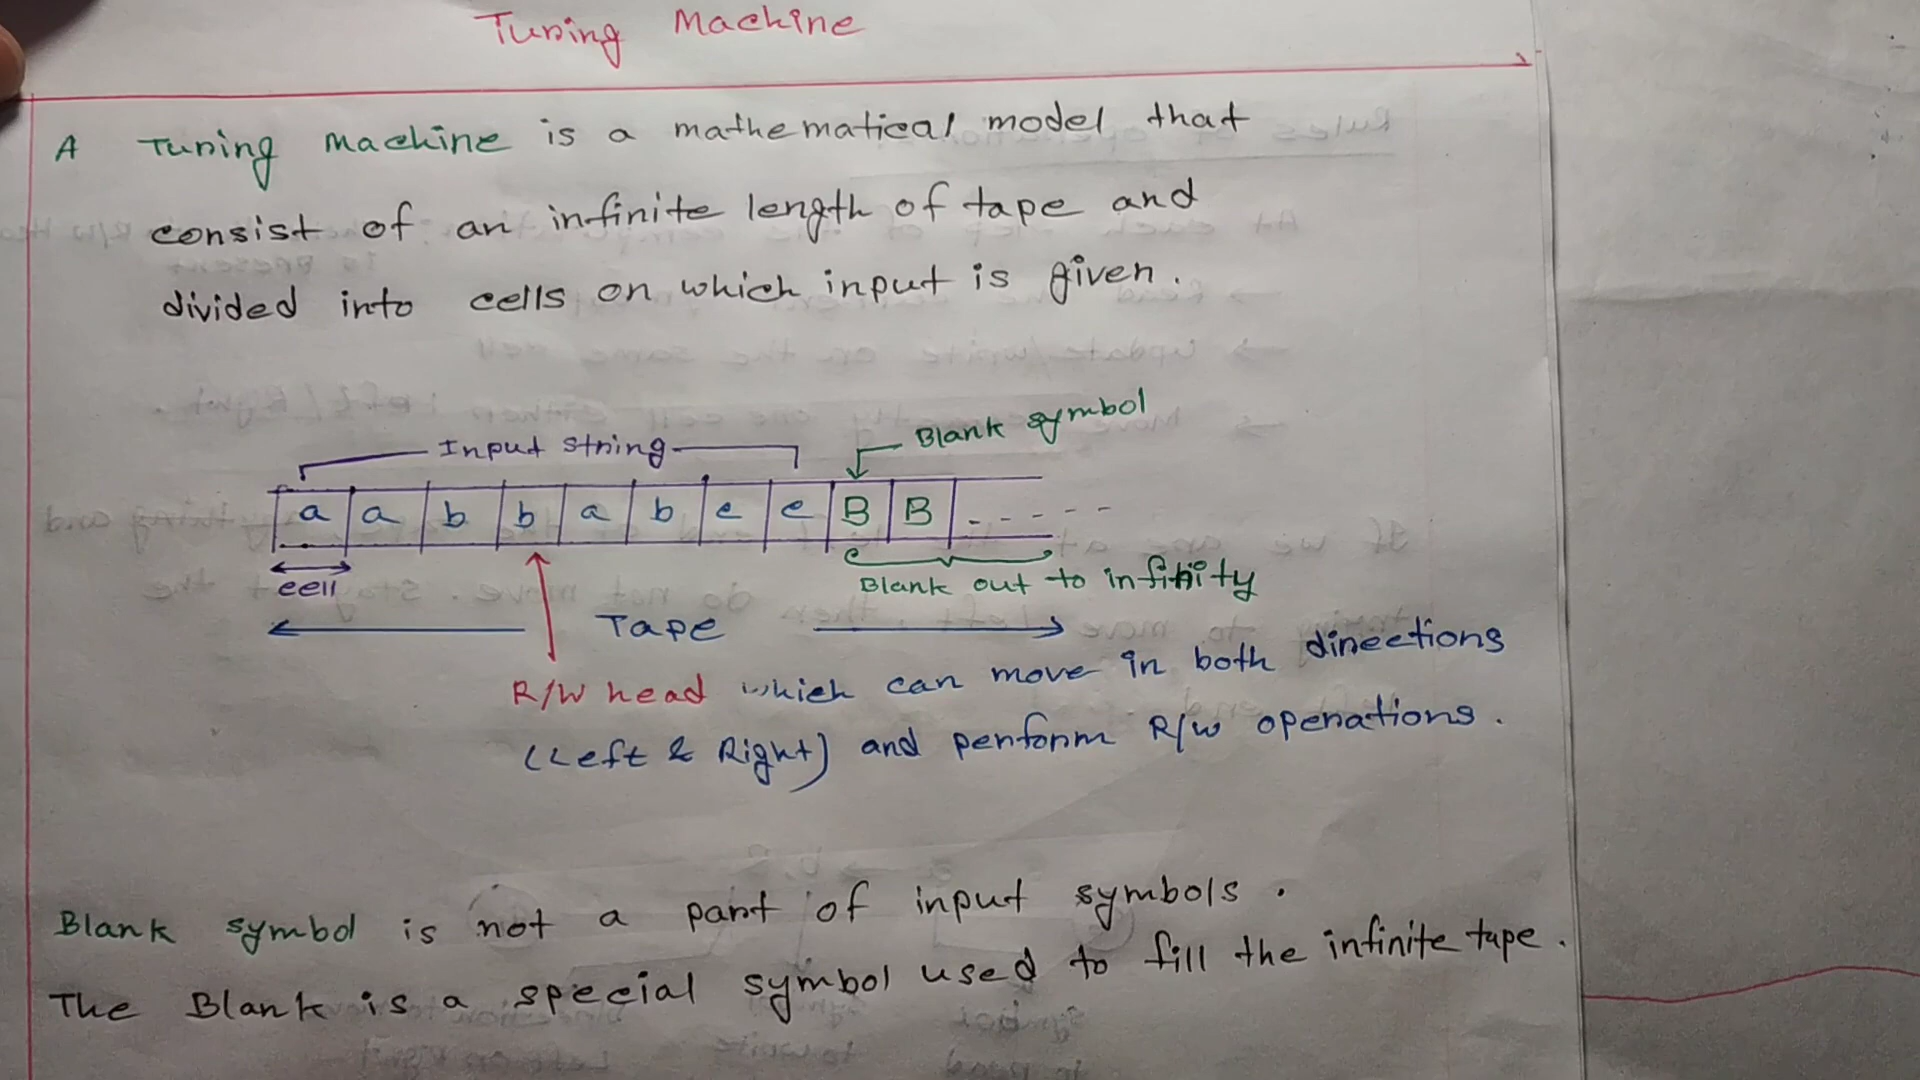 Turing Machine
A Turing Machine is a mathematical model that
consist of an infinite length of tape and
divided into cells on which input is given.
Input string
Blank symbol
a a b b a b c c B B - - - - -
cell
Blank out to infinity
Tape
R/W head which can move in both directions
(Left & Right) and perform R/W operations.
Blank symbol is not a part of input symbols.
The Blank is a special symbol used to fill the infinite tape.